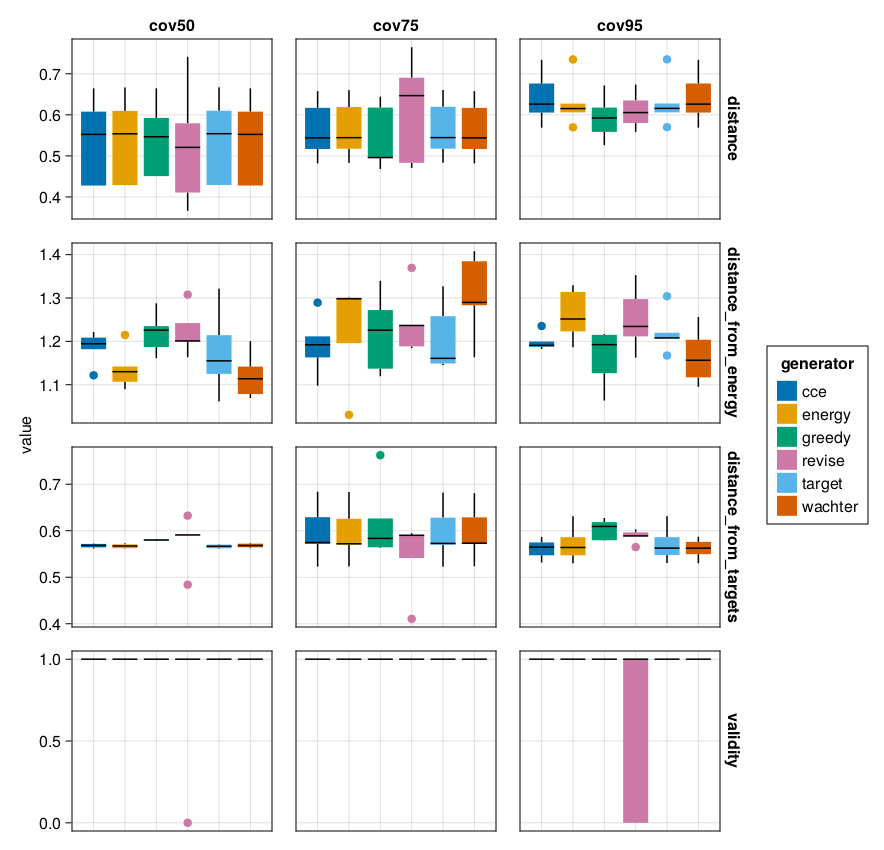 cov50
cov75
cov95
0.7
0.6
0.5
0.4
distance
1.4
1.3
1.2
1.1
distance_from_energy
value
0.7
0.6
0.5
0.4
distance_from_targets
1.0
0.5
0.0
validity
generator
cce
energy
greedy
revise
target
wachter